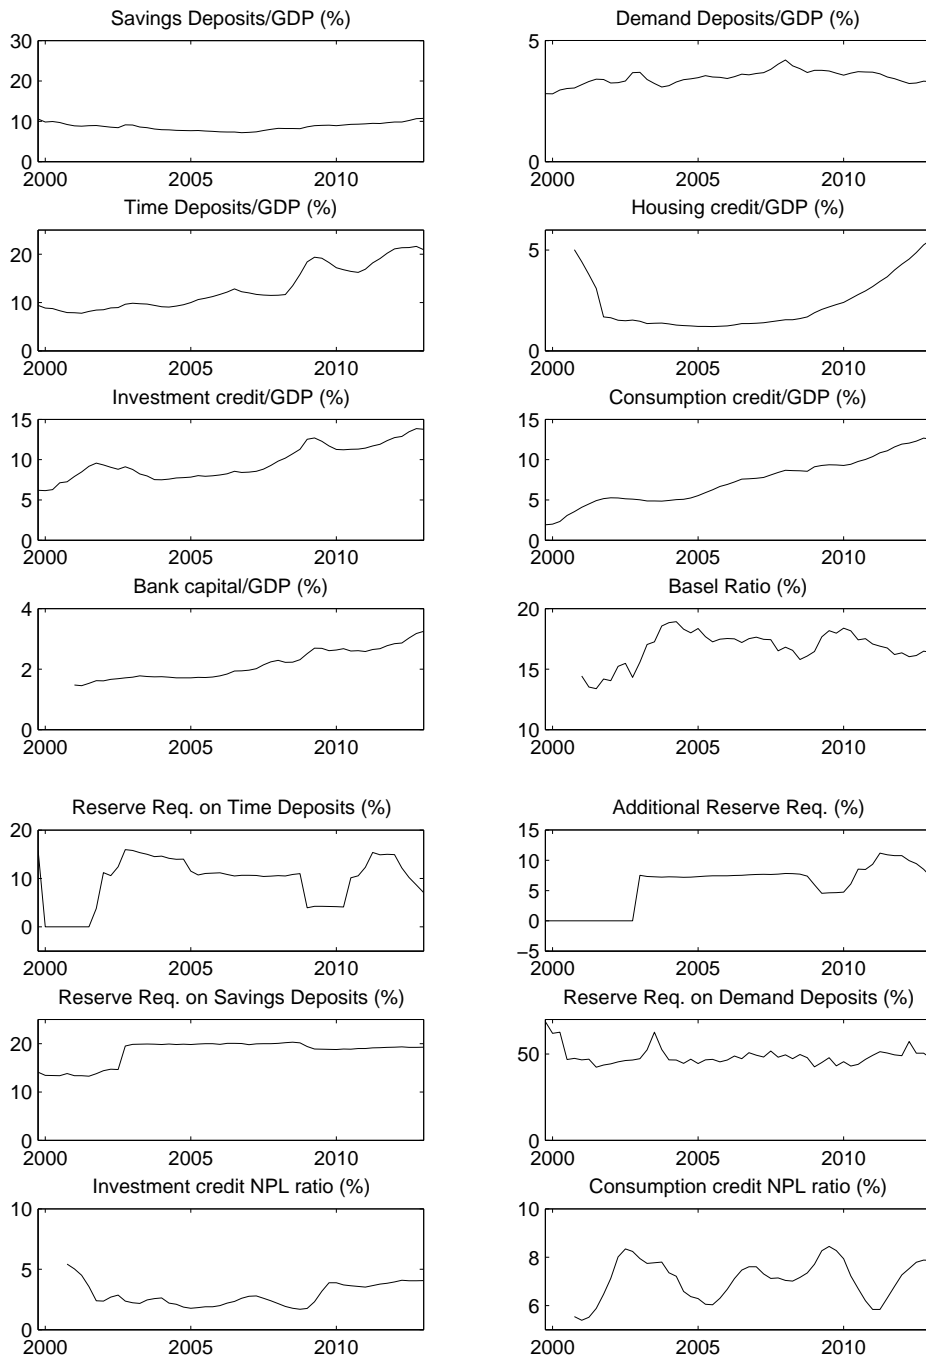 Savings Deposits/GDP (%)
30
20
10
0
2000 2005 2010
Demand Deposits/GDP (%)
5
0
2000 2005 2010
Time Deposits/GDP (%)
20
10
0
2000 2005 2010
Housing credit/GDP (%)
5
0
2000 2005 2010
Investment credit/GDP (%)
15
10
5
0
2000 2005 2010
Consumption credit/GDP (%)
15
10
5
0
2000 2005 2010
Bank capital/GDP (%)
4
2
0
2000 2005 2010
Basel Ratio (%)
20
15
10
2000 2005 2010
Reserve Req. on Time Deposits (%)
20
10
0
2000 2005 2010
Additional Reserve Req. (%)
15
10
5
0
−5
2000 2005 2010
Reserve Req. on Savings Deposits (%)
20
10
0
2000 2005 2010
Reserve Req. on Demand Deposits (%)
50
0
2000 2005 2010
Investment credit NPL ratio (%)
10
5
0
2000 2005 2010
Consumption credit NPL ratio (%)
10
8
6
2000 2005 2010